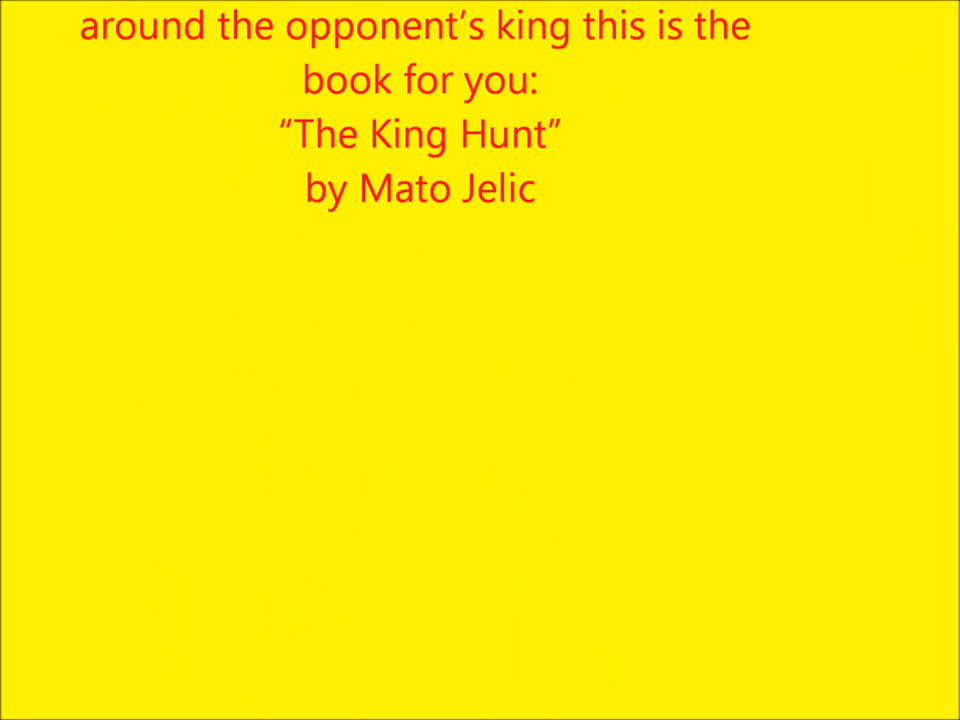 around the opponent’s king this is the
book for you:
“The King Hunt”
by Mato Jelic